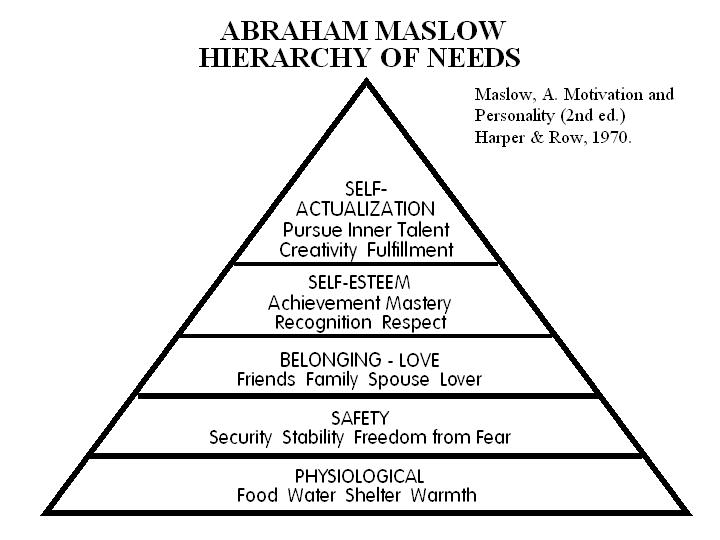 ABRAHAM MASLOW
HIERARCHY OF NEEDS
Maslow, A. Motivation and
Personality (2nd ed.)
Harper & Row, 1970.
SELF-
ACTUALIZATION
Pursue Inner Talent
Creativity Fulfillment
SELF-ESTEEM
Achievement Mastery
Recognition Respect
BELONGING - LOVE
Friends Family Spouse Lover
SAFETY
Security Stability Freedom from Fear
PHYSIOLOGICAL
Food Water Shelter Warmth